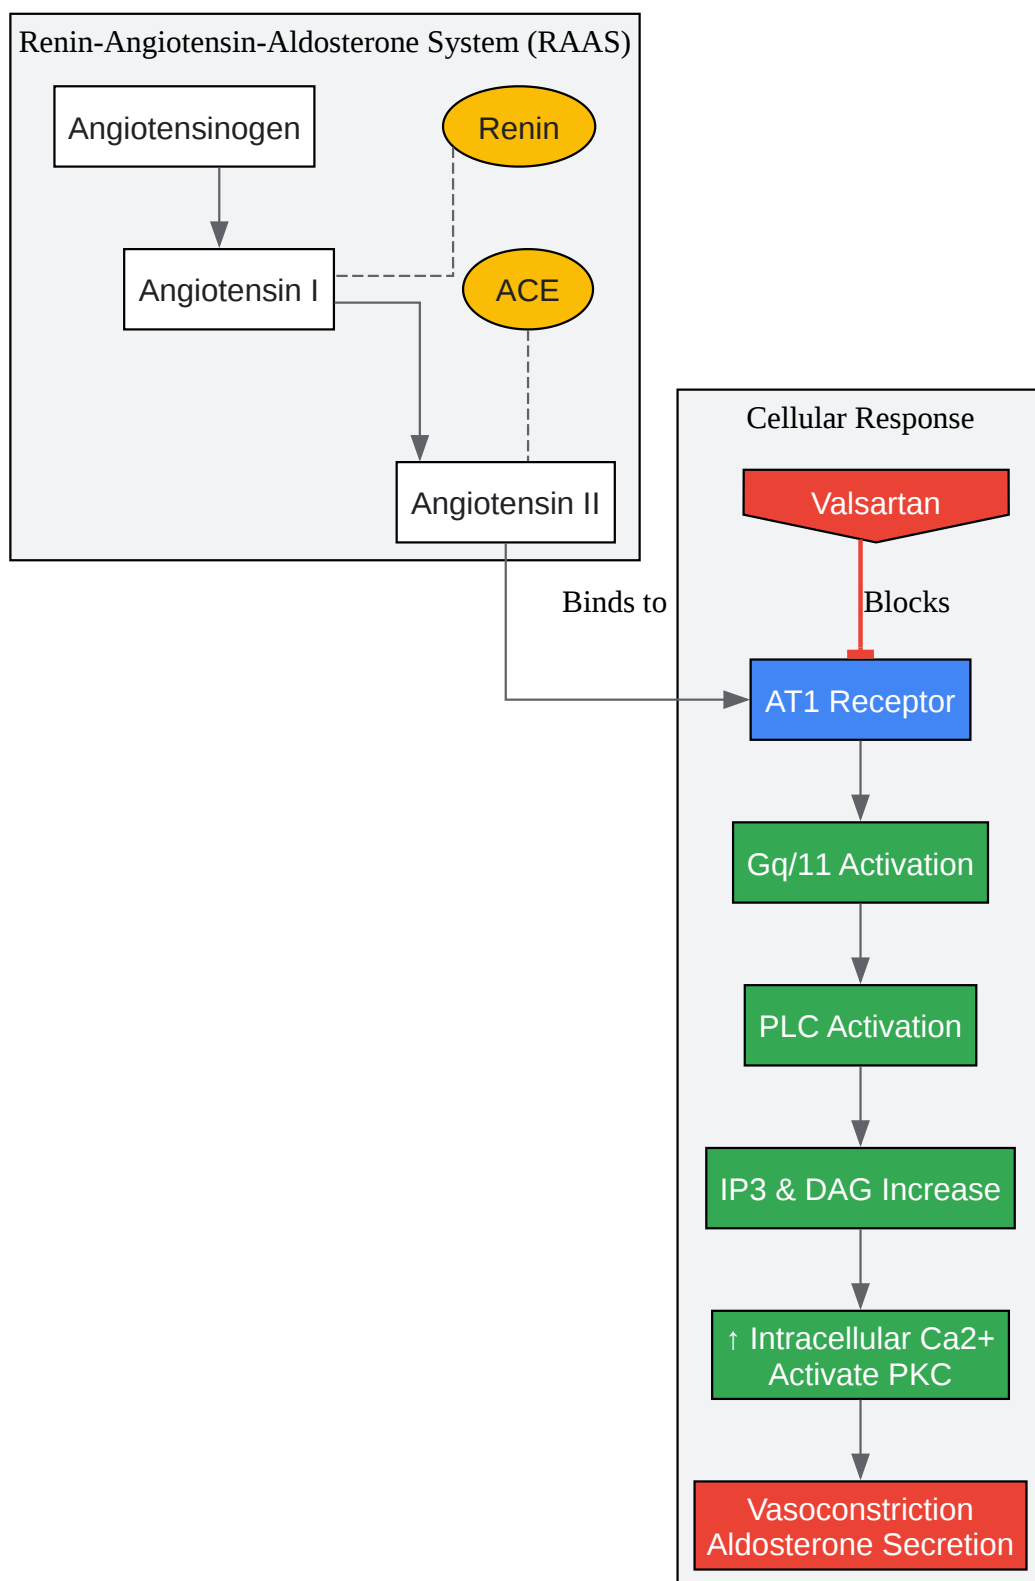 Renin-Angiotensin-Aldosterone System (RAAS)
Angiotensinogen
Renin
Angiotensin I
ACE
Angiotensin II
Cellular Response
Valsartan
Binds to
Blocks
AT1 Receptor
Gq/11 Activation
PLC Activation
IP3 & DAG Increase
↑ Intracellular Ca2+
Activate PKC
Vasoconstriction
Aldosterone Secretion